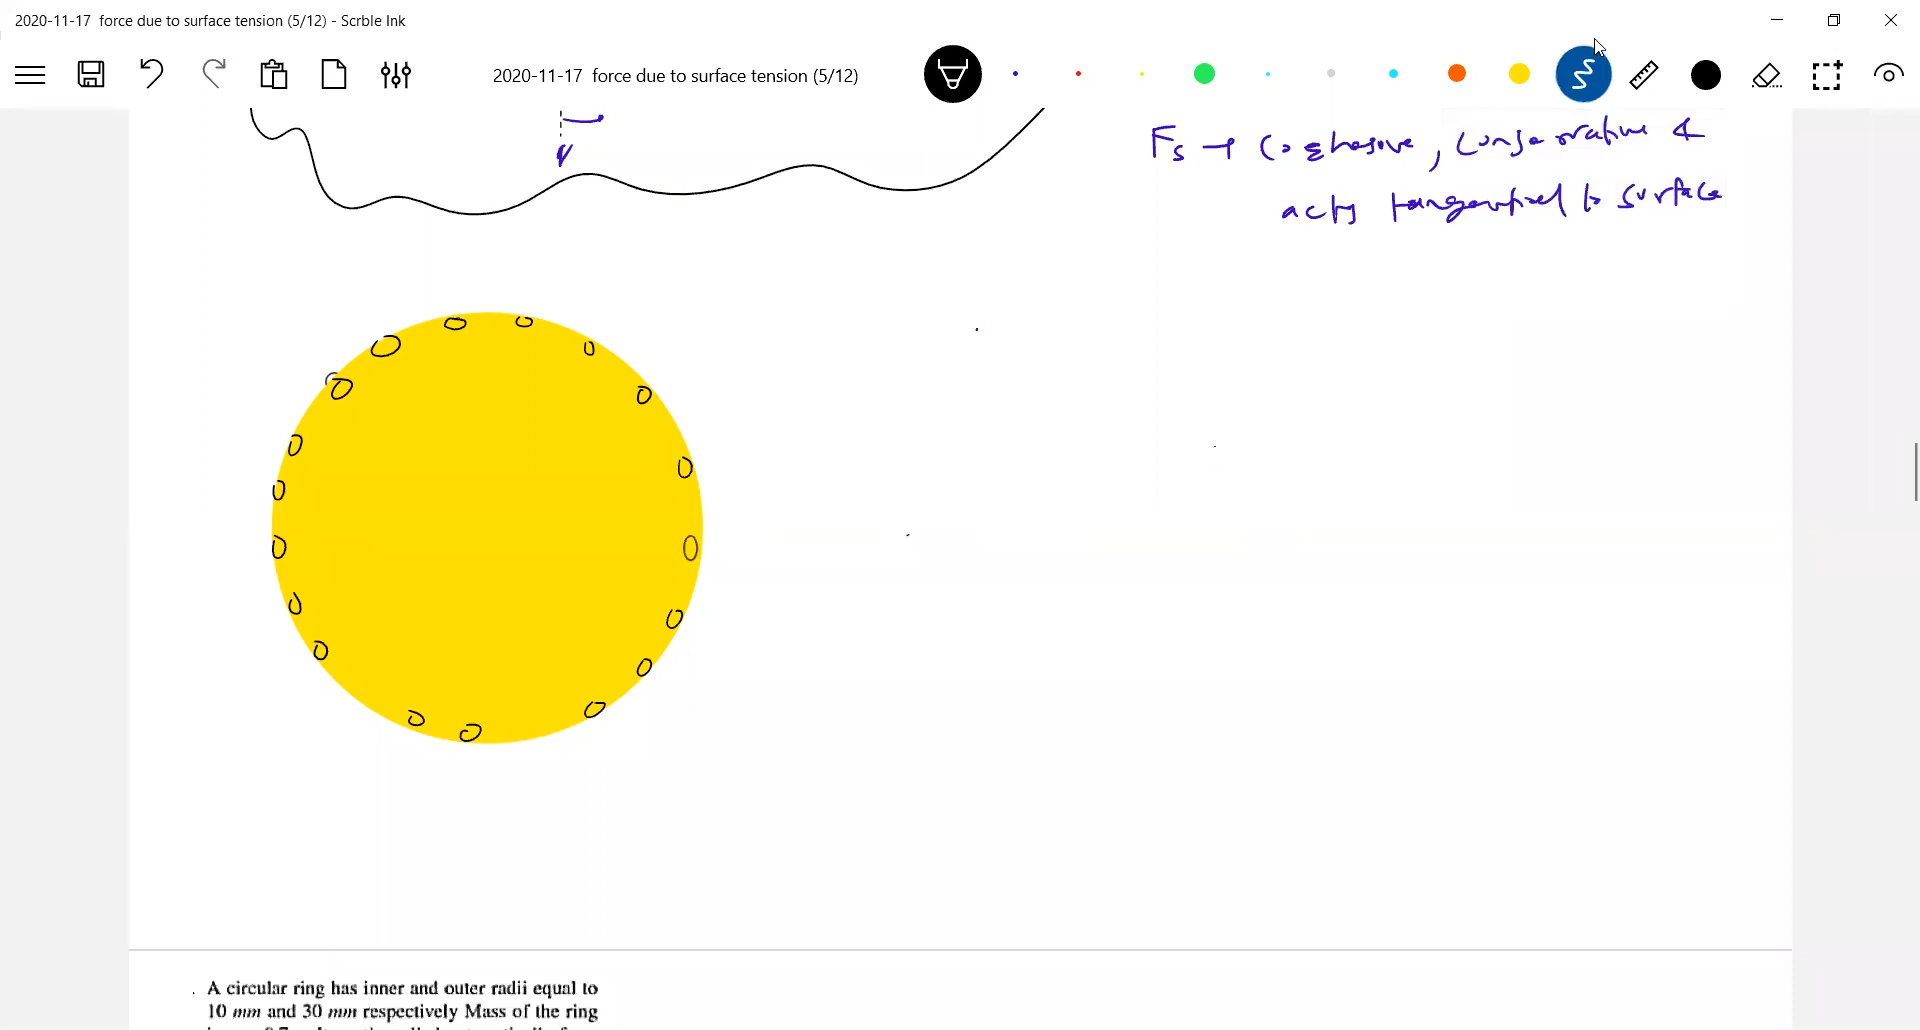 2020-11-17 force due to surface tension (5/12) - Scrble Ink
2020-11-17 force due to surface tension (5/12)
Fs → Cohesive, Conservative &
acts tangential to surface
A circular ring has inner and outer radii equal to
10 mm and 30 mm respectively Mass of the ring